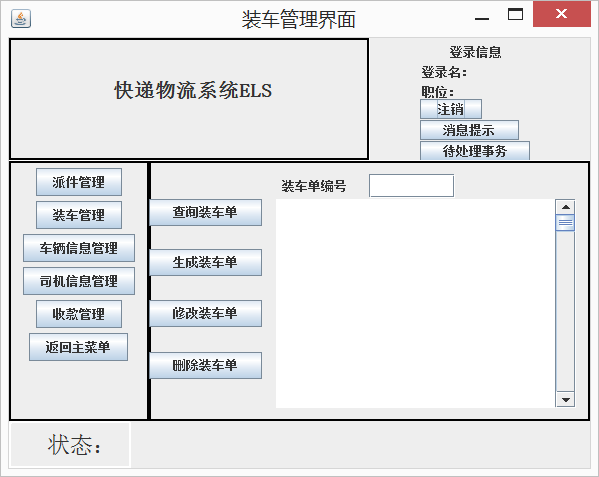 装车管理界面
快递物流系统ELS
登录信息
登录名：
职位：
注销
消息提示
待处理事务
派件管理
装车管理
车辆信息管理
司机信息管理
收款管理
返回主菜单
装车单编号
查询装车单
生成装车单
修改装车单
删除装车单
状态：